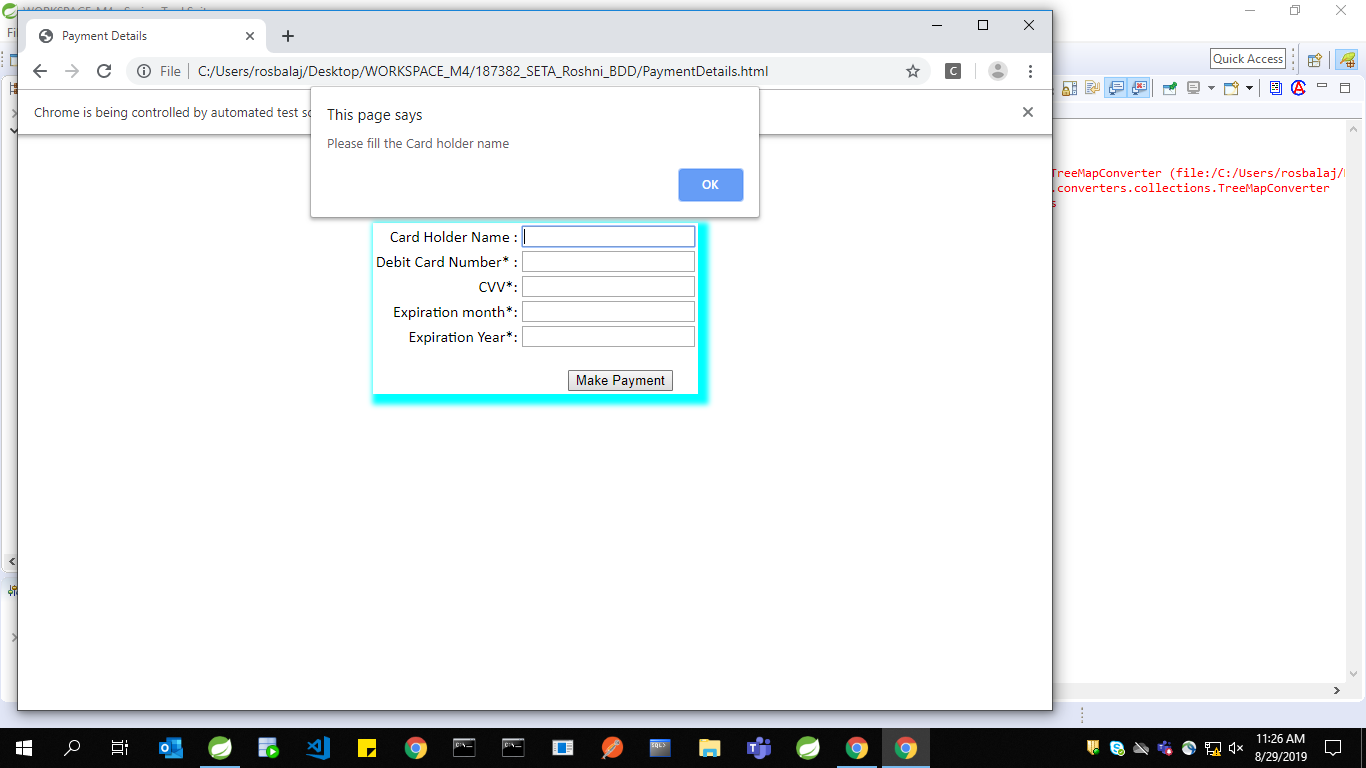 Payment Details
Quick Access
File
C:/Users/rosbalaj/Desktop/WORKSPACE_M4/187382_SETA_Roshni_BDD/PaymentDetails.html
C
Chrome is being controlled by automated test so
This page says
Please fill the Card holder name
OK
TreeMapConverter (file:/C:/Users/rosbalaj/
.converters.collections.TreeMapConverter
s
Card Holder Name :
Debit Card Number* :
CVV*:
Expiration month*:
Expiration Year*:
Make Payment
11:26 AM
8/29/2019